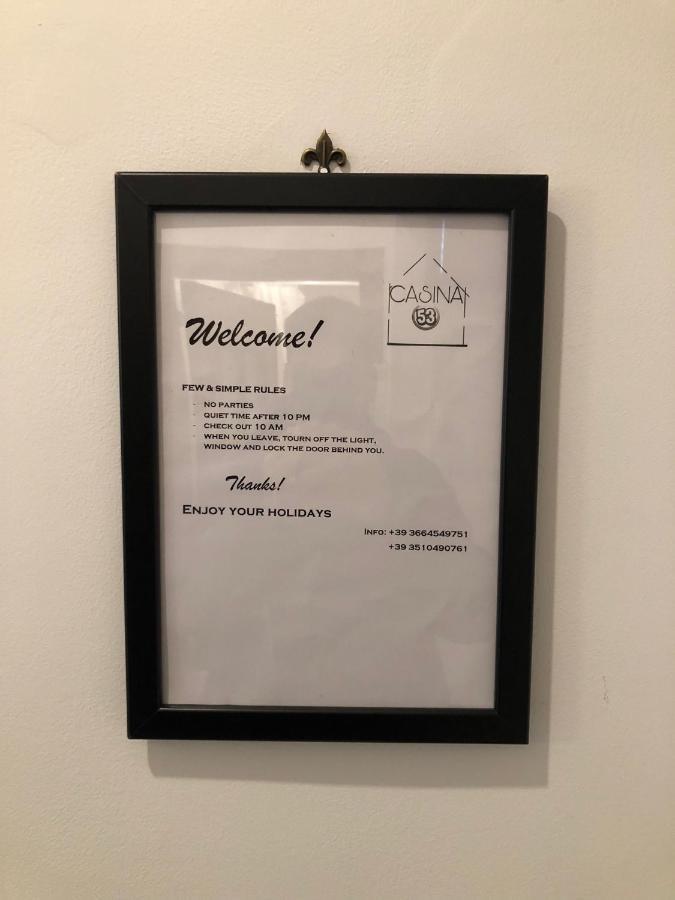 CASINA
53
Welcome!
FEW & SIMPLE RULES
- NO PARTIES
- QUIET TIME AFTER 10 PM
- CHECK OUT 10 AM
- WHEN YOU LEAVE, TOURN OFF THE LIGHT,
WINDOW AND LOCK THE DOOR BEHIND YOU.
Thanks!
ENJOY YOUR HOLIDAYS
INFO: +39 3664549751
+39 3510490761